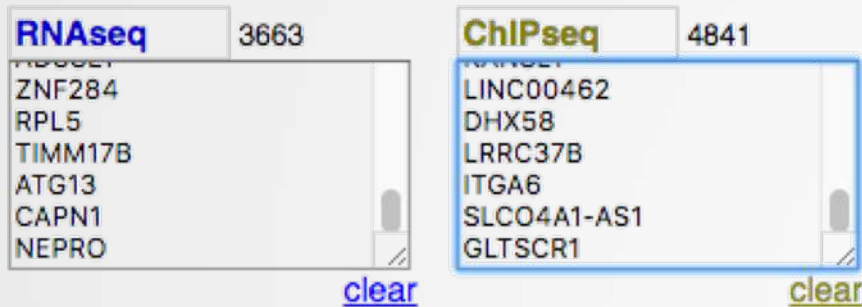 RNAseq 3663
ZNF284
RPL5
TIMM17B
ATG13
CAPN1
NEPRO
clear
ChIPseq 4841
LINC00462
DHX58
LRRC37B
ITGA6
SLCO4A1-AS1
GLTSCR1
clear